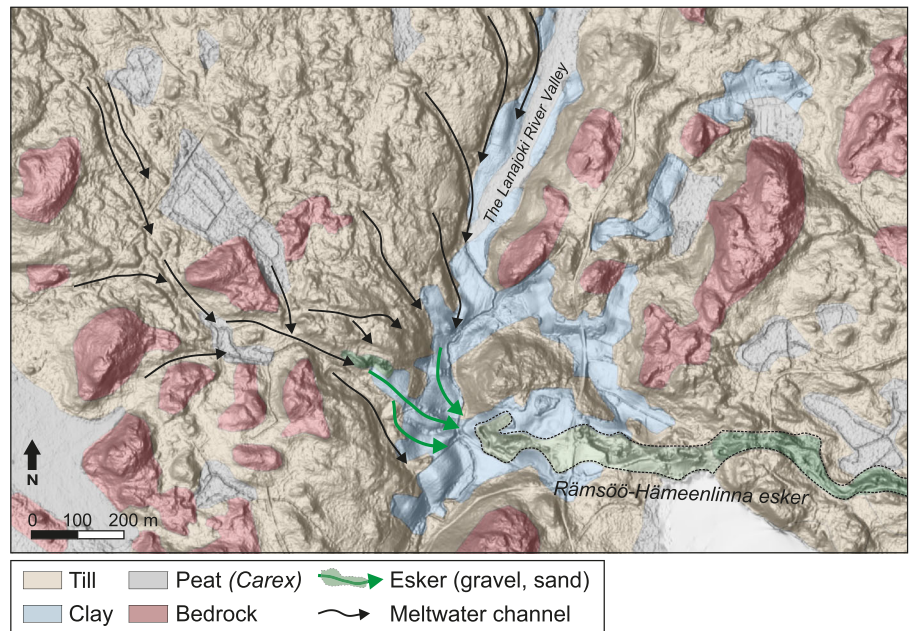 The Lanajoki River Valley
Rämsöö-Hämeenlinna esker
N
0 100 200 m
Till
Peat (Carex)
Esker (gravel, sand)
Clay
Bedrock
Meltwater channel